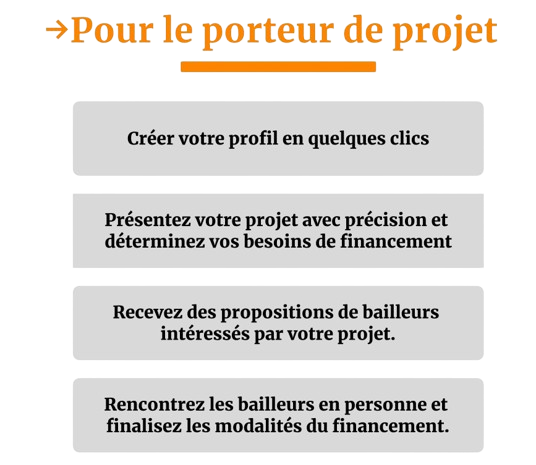 →Pour le porteur de projet
Créer votre profil en quelques clics
Présentez votre projet avec précision et
déterminez vos besoins de financement
Recevez des propositions de bailleurs
intéressés par votre projet.
Rencontrez les bailleurs en personne et
finalisez les modalités du financement.